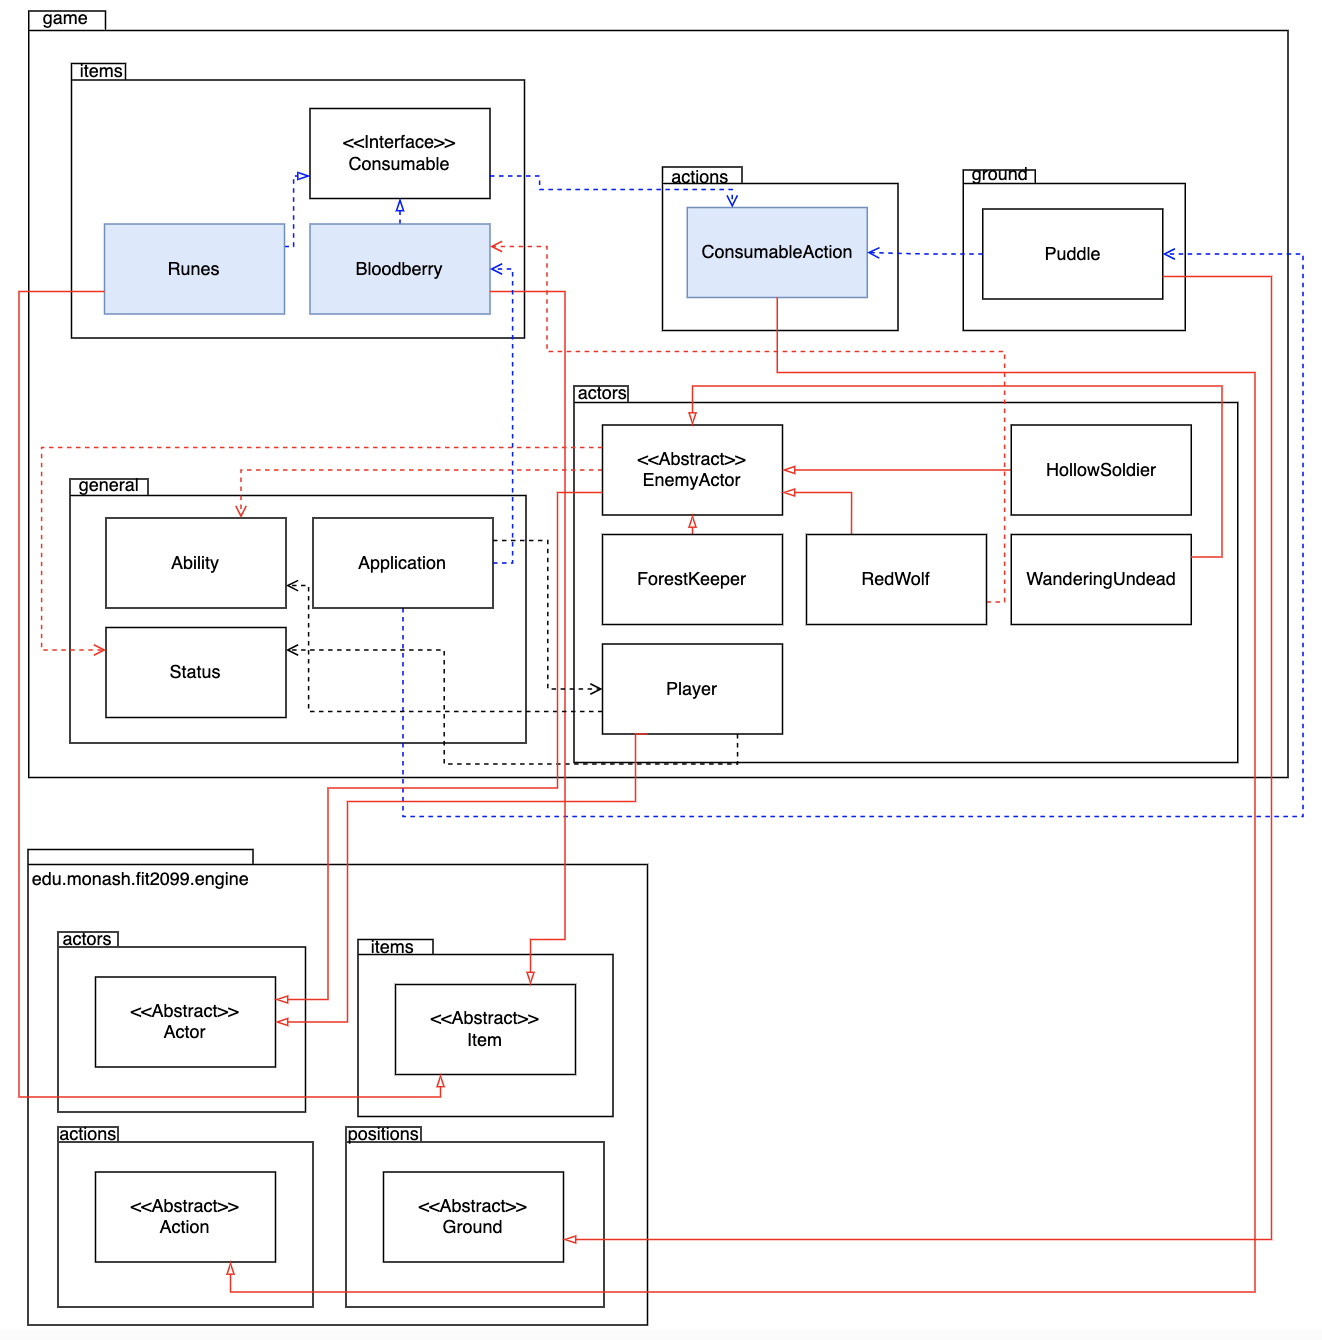 game
items
<<Interface>>
Consumable
Runes
Bloodberry
actions
ConsumableAction
ground
Puddle
actors
<<Abstract>>
EnemyActor
HollowSoldier
ForestKeeper
RedWolf
WanderingUndead
Player
general
Ability
Application
Status
edu.monash.fit2099.engine
actors
<<Abstract>>
Actor
items
<<Abstract>>
Item
actions
<<Abstract>>
Action
positions
<<Abstract>>
Ground